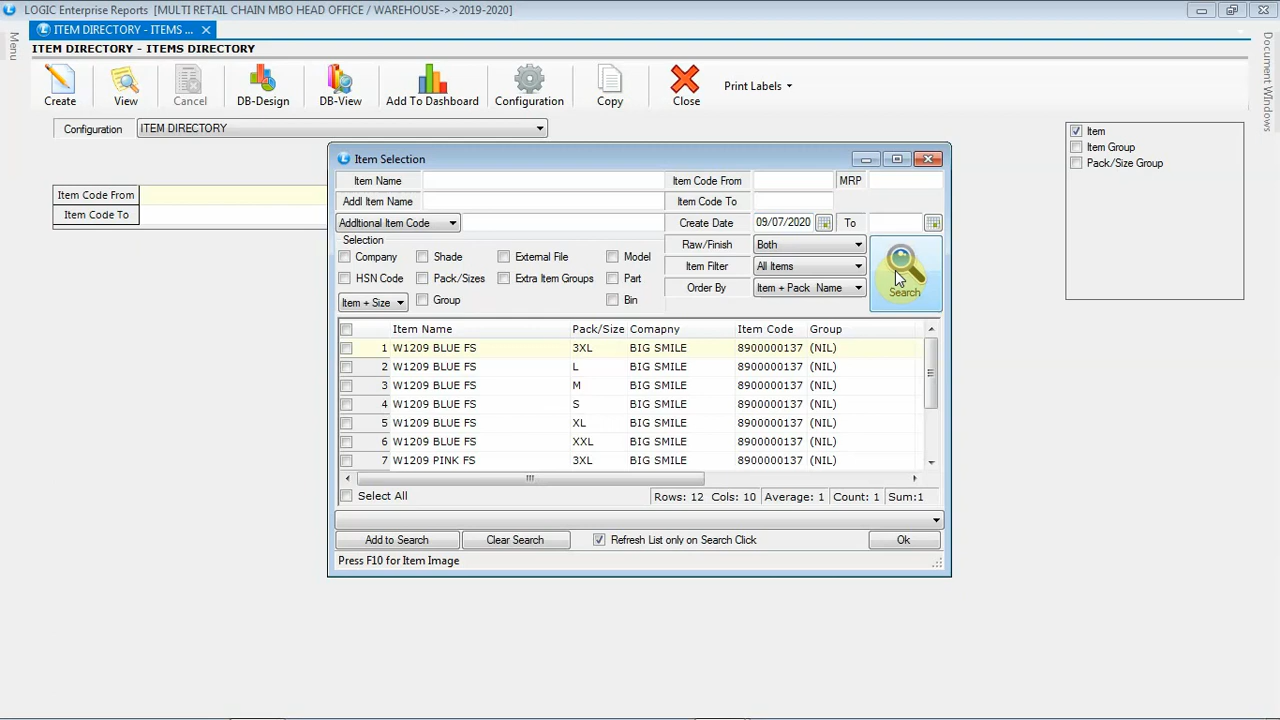 LOGIC Enterprise Reports [MULTI RETAIL CHAIN MBO HEAD OFFICE / WAREHOUSE->>2019-2020]
Menu
ITEM DIRECTORY - ITEMS ...
ITEM DIRECTORY - ITEMS DIRECTORY
Create View Cancel DB-Design DB-View Add To Dashboard Configuration Copy Close Print Labels
Document Windows
Configuration ITEM DIRECTORY
Item
Item Group
Pack/Size Group
Item Code From
Item Code To
Item Selection
Item Name Item Code From MRP
Addl Item Name Item Code To
Addtional Item Code Create Date 09/07/2020 To
Selection Raw/Finish Both
Company Shade External File Model
HSN Code Pack/Sizes Extra Item Groups Part Item Filter All Items
Item + Size Group Bin Order By Item + Pack Name
Search
Item Name Pack/Size Comapny Item Code Group
1 W1209 BLUE FS 3XL BIG SMILE 8900000137 (NIL)
2 W1209 BLUE FS L BIG SMILE 8900000137 (NIL)
3 W1209 BLUE FS M BIG SMILE 8900000137 (NIL)
4 W1209 BLUE FS S BIG SMILE 8900000137 (NIL)
5 W1209 BLUE FS XL BIG SMILE 8900000137 (NIL)
6 W1209 BLUE FS XXL BIG SMILE 8900000137 (NIL)
7 W1209 PINK FS 3XL BIG SMILE 8900000137 (NIL)
Select All Rows: 12 Cols: 10 Average: 1 Count: 1 Sum:1
Add to Search Clear Search Refresh List only on Search Click Ok
Press F10 for Item Image